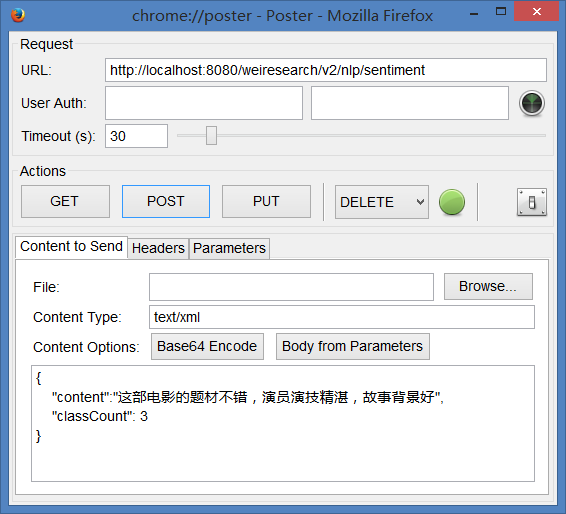 chrome://poster - Poster - Mozilla Firefox
Request
URL: http://localhost:8080/weiresearch/v2/nlp/sentiment
User Auth:
Timeout (s): 30
Actions
GET POST PUT DELETE
Content to Send Headers Parameters
File: Browse...
Content Type: text/xml
Content Options: Base64 Encode Body from Parameters
{
"content":"这部电影的题材不错，演员演技精湛，故事背景好",
"classCount": 3
}